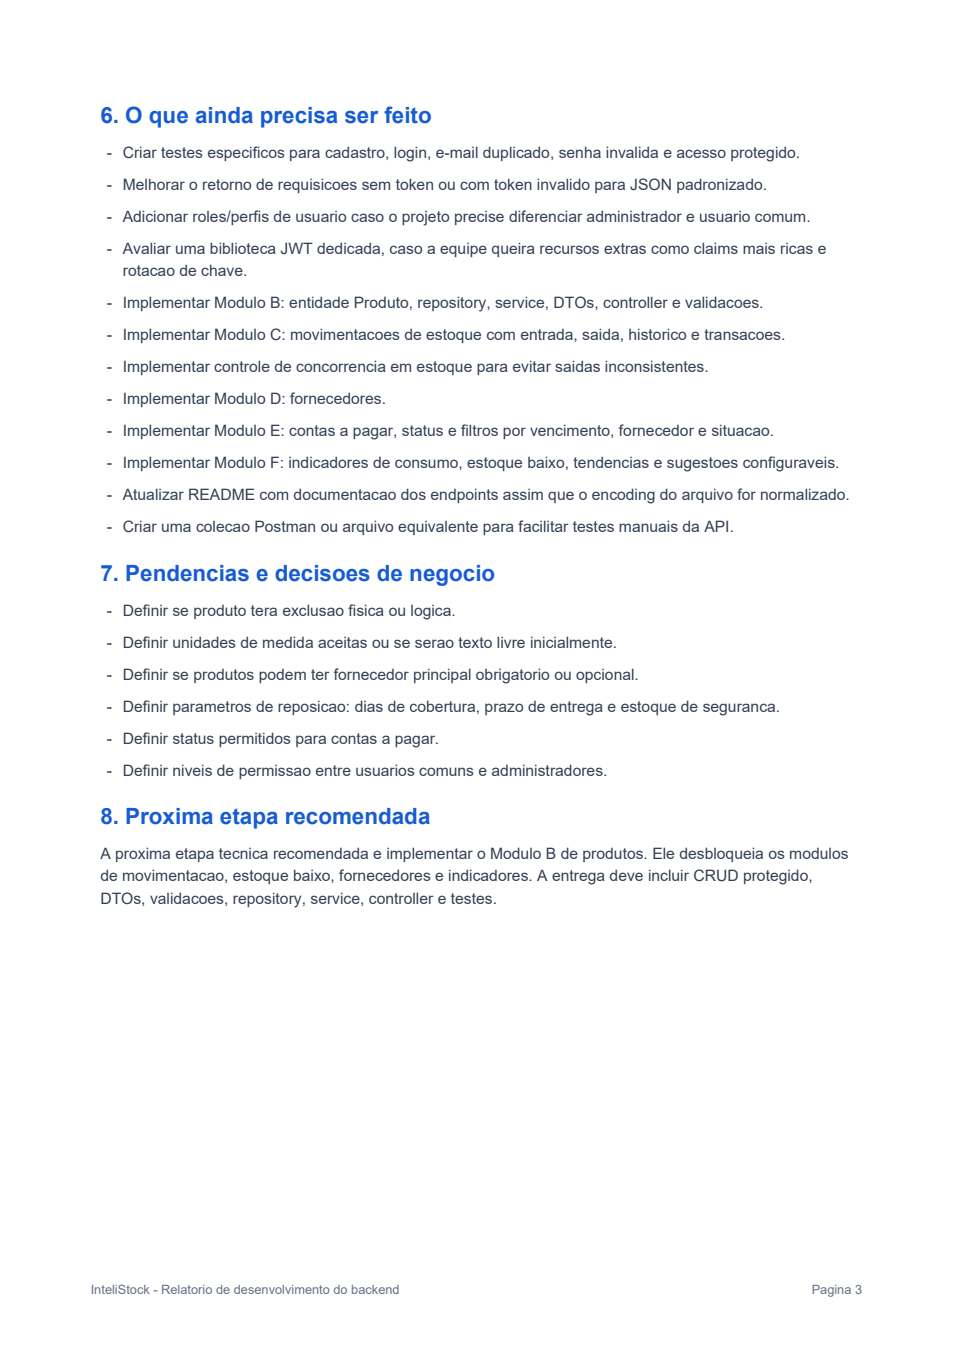 6. O que ainda precisa ser feito
- Criar testes especificos para cadastro, login, e-mail duplicado, senha invalida e acesso protegido.
- Melhorar o retorno de requisicoes sem token ou com token invalido para JSON padronizado.
- Adicionar roles/perfis de usuario caso o projeto precise diferenciar administrador e usuario comum.
- Avaliar uma biblioteca JWT dedicada, caso a equipe queira recursos extras como claims mais ricas e
rotacao de chave.
- Implementar Modulo B: entidade Produto, repository, service, DTOs, controller e validacoes.
- Implementar Modulo C: movimentacoes de estoque com entrada, saida, historico e transacoes.
- Implementar controle de concorrencia em estoque para evitar saidas inconsistentes.
- Implementar Modulo D: fornecedores.
- Implementar Modulo E: contas a pagar, status e filtros por vencimento, fornecedor e situacao.
- Implementar Modulo F: indicadores de consumo, estoque baixo, tendencias e sugestoes configuraveis.
- Atualizar README com documentacao dos endpoints assim que o encoding do arquivo for normalizado.
- Criar uma colecao Postman ou arquivo equivalente para facilitar testes manuais da API.
7. Pendencias e decisoes de negocio
- Definir se produto tera exclusao fisica ou logica.
- Definir unidades de medida aceitas ou se serao texto livre inicialmente.
- Definir se produtos podem ter fornecedor principal obrigatorio ou opcional.
- Definir parametros de reposicao: dias de cobertura, prazo de entrega e estoque de seguranca.
- Definir status permitidos para contas a pagar.
- Definir niveis de permissao entre usuarios comuns e administradores.
8. Proxima etapa recomendada
A proxima etapa tecnica recomendada e implementar o Modulo B de produtos. Ele desbloqueia os modulos
de movimentacao, estoque baixo, fornecedores e indicadores. A entrega deve incluir CRUD protegido,
DTOs, validacoes, repository, service, controller e testes.
InteliStock - Relatorio de desenvolvimento do backend
Pagina 3